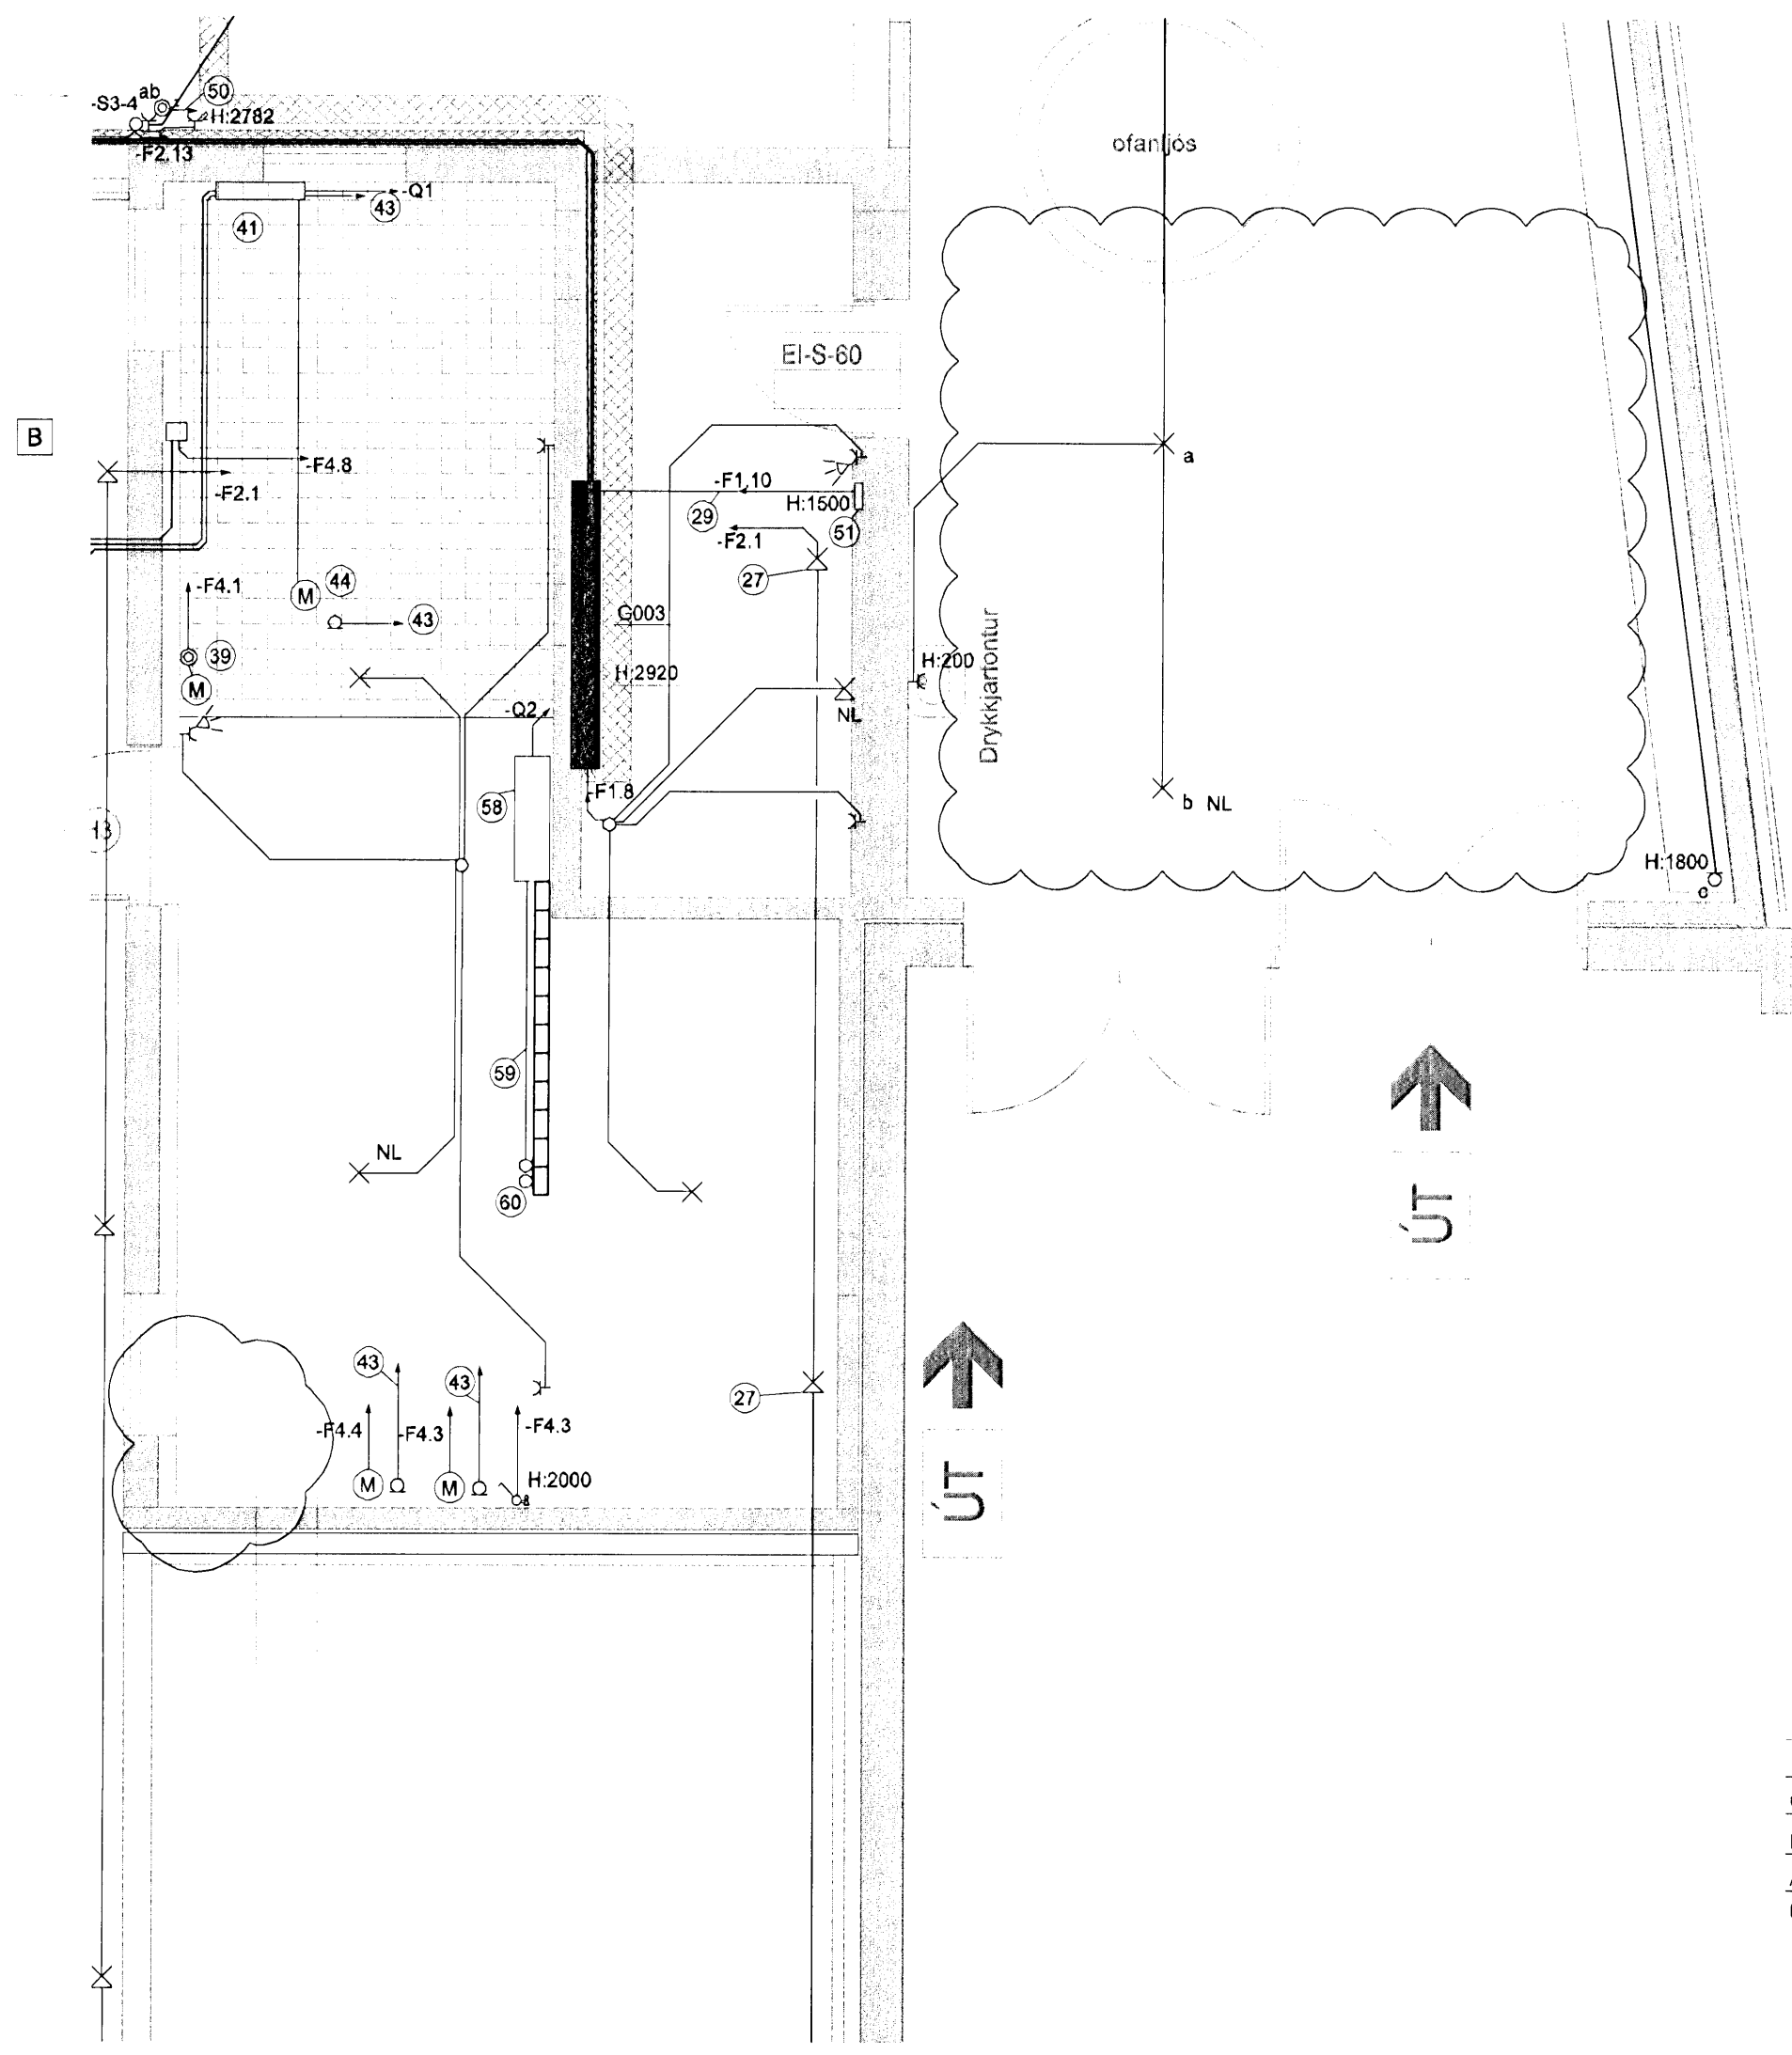 -S3-4
ab
50
H:2782
-F2.13
-Q1
43
41
ofanljós
EI-S-60
B
-F4.8
-F2.1
-F1.10
H:1500
29
51
-F2.1
27
a
-F4.1
M
44
43
G003
39
M
H:2920
H:200
Drykkjarfontur
-Q2
NL
58
-F1.8
b NL
H:1800
c
59
NL
60
43
43
27
-F4.4
-F4.3
-F4.3
M
M
H:2000
ÚT
ÚT